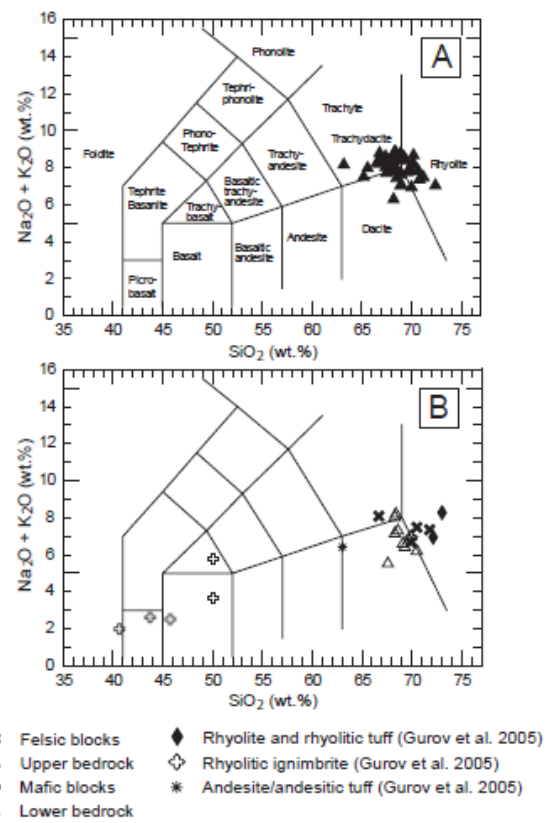 16
14
12
10
8
6
4
2
0
Na2O + K2O (wt.%)
A
Phonolite
Tephri-
phonolite
Trachyte
Foidite
Phono-
Tephrite
Trachydacite
Trachy-
andesite
Rhyolite
Tephrite
Basanite
Basaltic
trachy-
andesite
Trachy-
basalt
Andesite
Dacite
Basalt
Basaltic
andesite
Picro-
basalt
35 40 45 50 55 60 65 70 75
SiO2 (wt.%)
16
14
12
10
8
6
4
2
0
Na2O + K2O (wt.%)
B
35 40 45 50 55 60 65 70 75
SiO2 (wt.%)
Felsic blocks
Rhyolite and rhyolitic tuff (Gurov et al. 2005)
Upper bedrock
Rhyolitic ignimbrite (Gurov et al. 2005)
Mafic blocks
Andesite/andesitic tuff (Gurov et al. 2005)
Lower bedrock